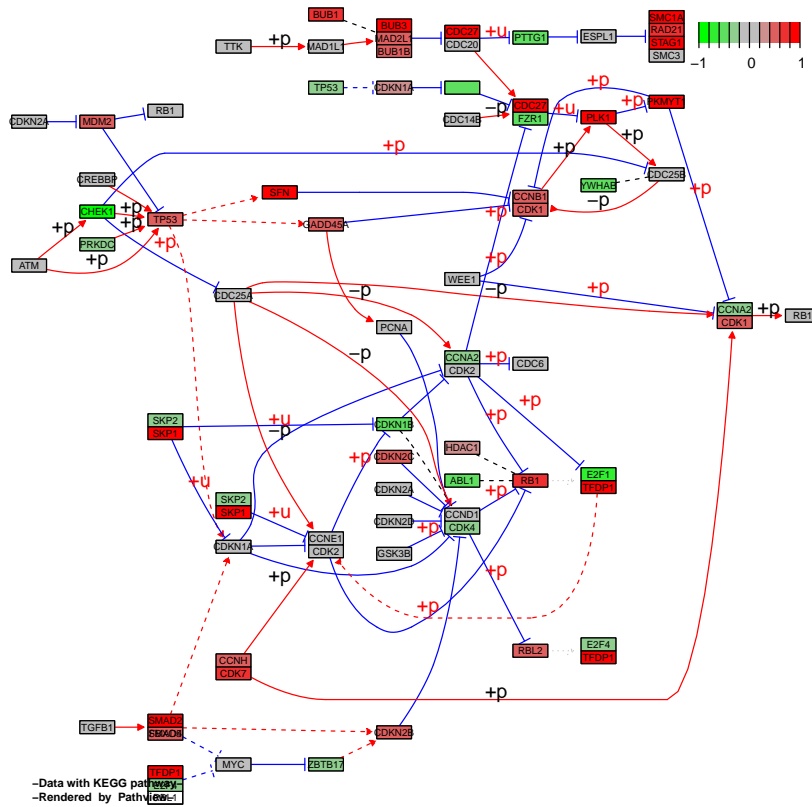 BUB1
BUB3
MAD2L1
BUB1B
TTK
+p
MAD1L1
CDC27
CDC20
+u
PTTG1
ESPL1
SMC1A
RAD21
STAG1
SMC3
−1 0 1
TP53
CDKN1A
CDC27
FZR1
−p
CDC14B
+u
PLK1
+p
+p
PKMYT1
CDKN2A
MDM2
RB1
+p
+p
+p
CDC25B
YWHAB
−p
+p
CREBBP
CHEK1
+p
+p
PRKDC
TP53
+p
+p
ATM
+p
SFN
GADD45A
CCNB1
CDK1
+p
+p
WEE1
−p
+p
CDC25A
−p
PCNA
−p
CCNA2
CDK1
+p
RB1
CCNA2
CDK2
+p
CDC6
+p
+p
SKP2
SKP1
+u
−p
CDKN1B
+u
+p
CDKN2C
HDAC1
ABL1
RB1
E2F1
TFDP1
CDKN2A
+p
SKP2
SKP1
+u
CDKN2D
+p
CCND1
CDK4
CDKN1A
CCNE1
CDK2
GSK3B
+p
+p
+p
RBL2
E2F4
TFDP1
CCNH
CDK7
+p
TGFB1
SMAD2
CDKN2B
MYC
ZBTB17
TFDP1
−Data with KEGG pathway−
−Rendered by Pathview−